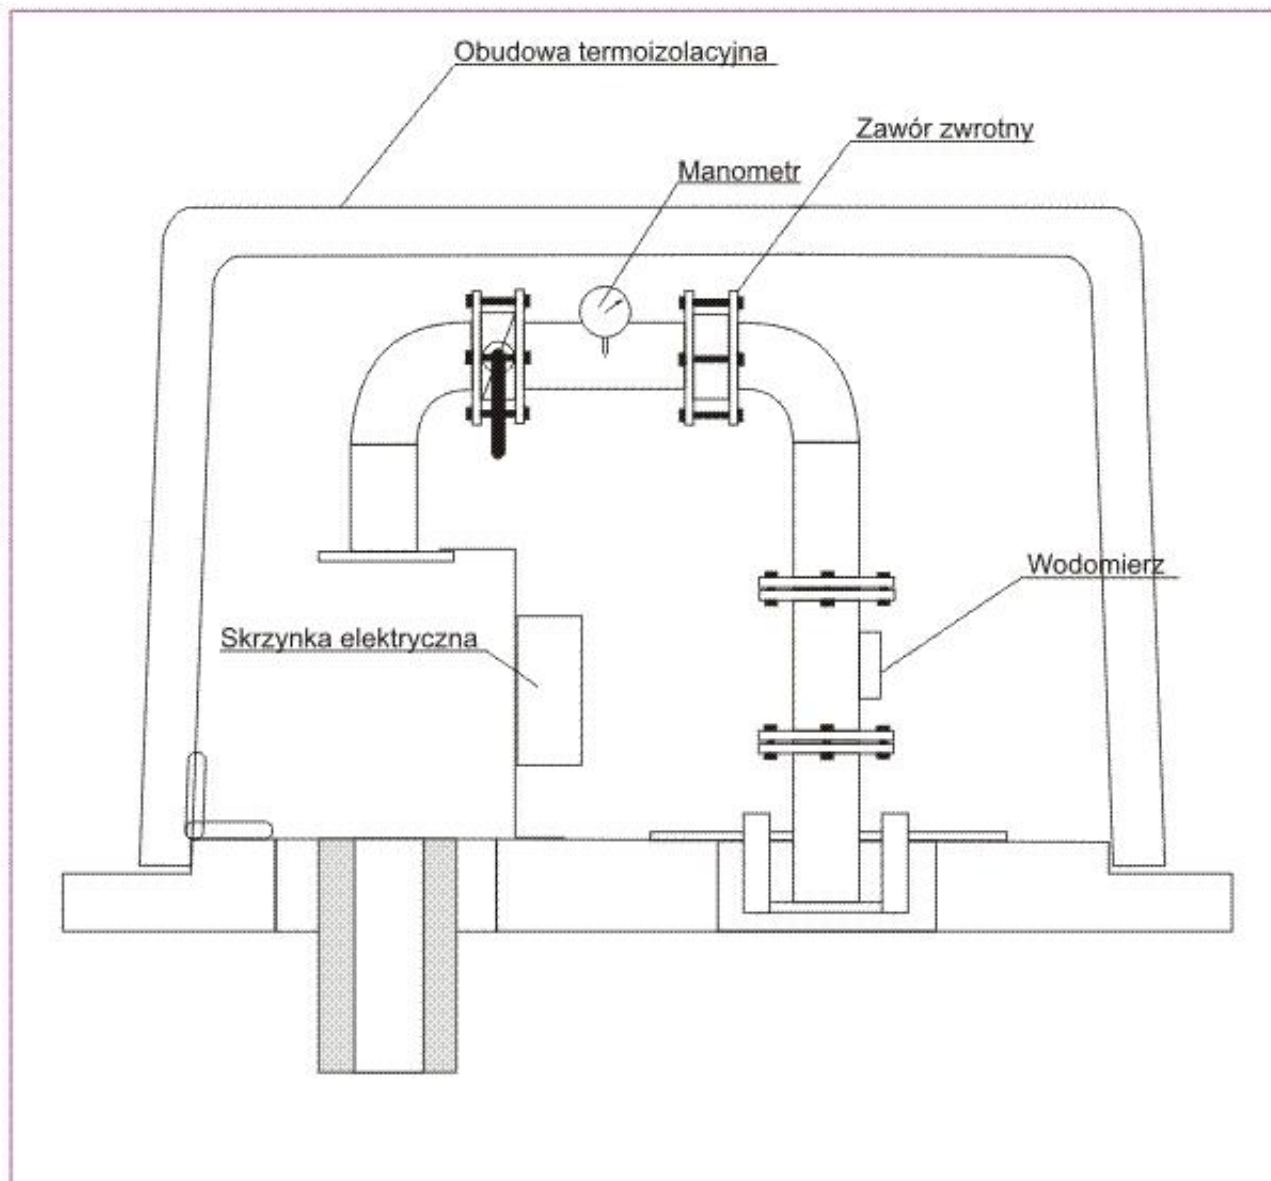 Obudowa termoizolacyjna
Zawór zwrotny
Manometr
Wodomierz
Skrzynka elektryczna